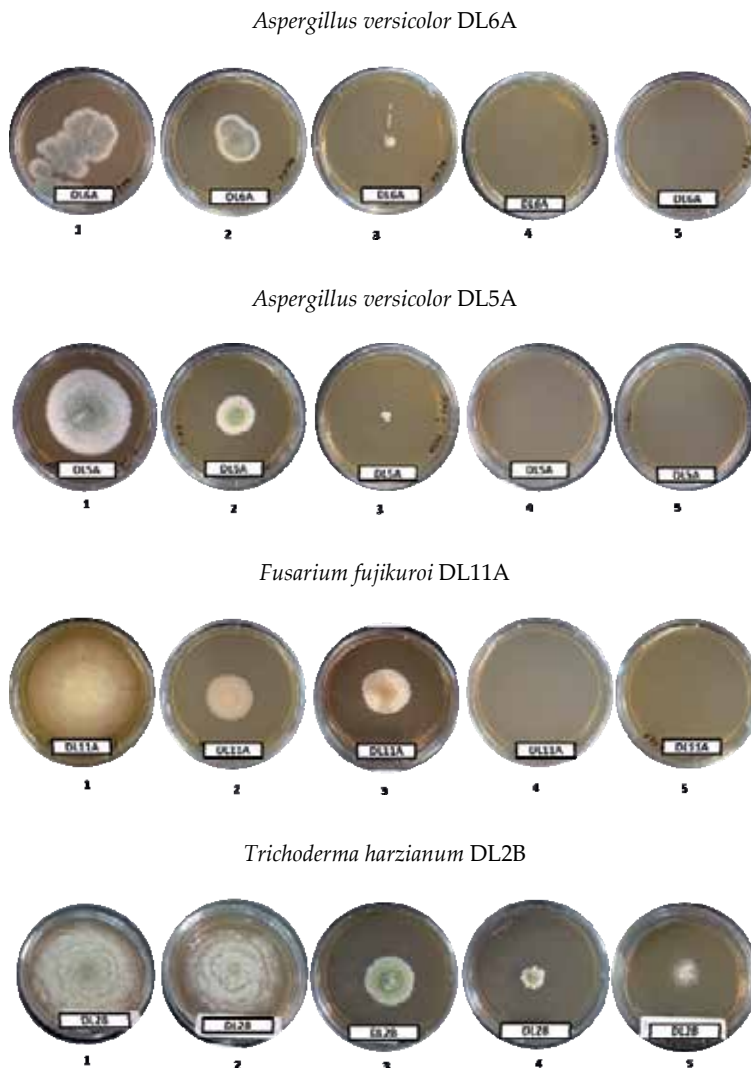 Aspergillus versicolor DL6A
DL6A DL6A DL6A DL6A DL6A
1 2 3 4 5
Aspergillus versicolor DL5A
DL5A DL5A DL5A DL5A DL5A
1 2 3 4 5
Fusarium fujikuroi DL11A
DL11A DL11A DL11A DL11A DL11A
1 2 3 4 5
Trichoderma harzianum DL2B
DL2B DL2B DL2B DL2B DL2B
1 2 3 4 5